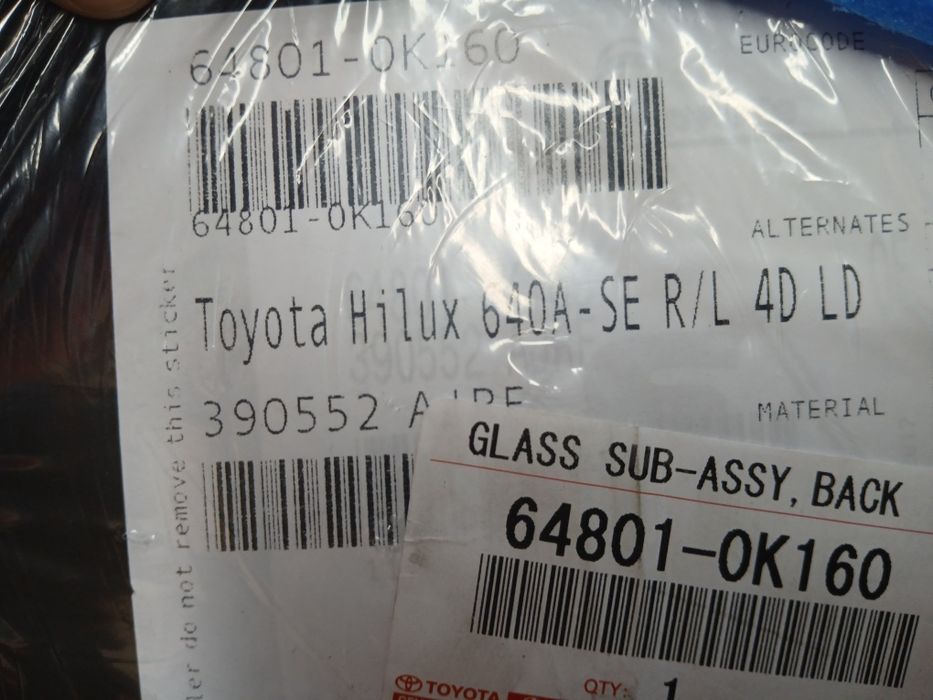 64801-0K160
EUROCODE
64801-0K160
ALTERNATES
Toyota Hilux 640A-SE R/L 4D LD
390552
MATERIAL
do not remove this sticker
GLASS SUB-ASSY, BACK
64801-0K160
TOYOTA
QTY: 1